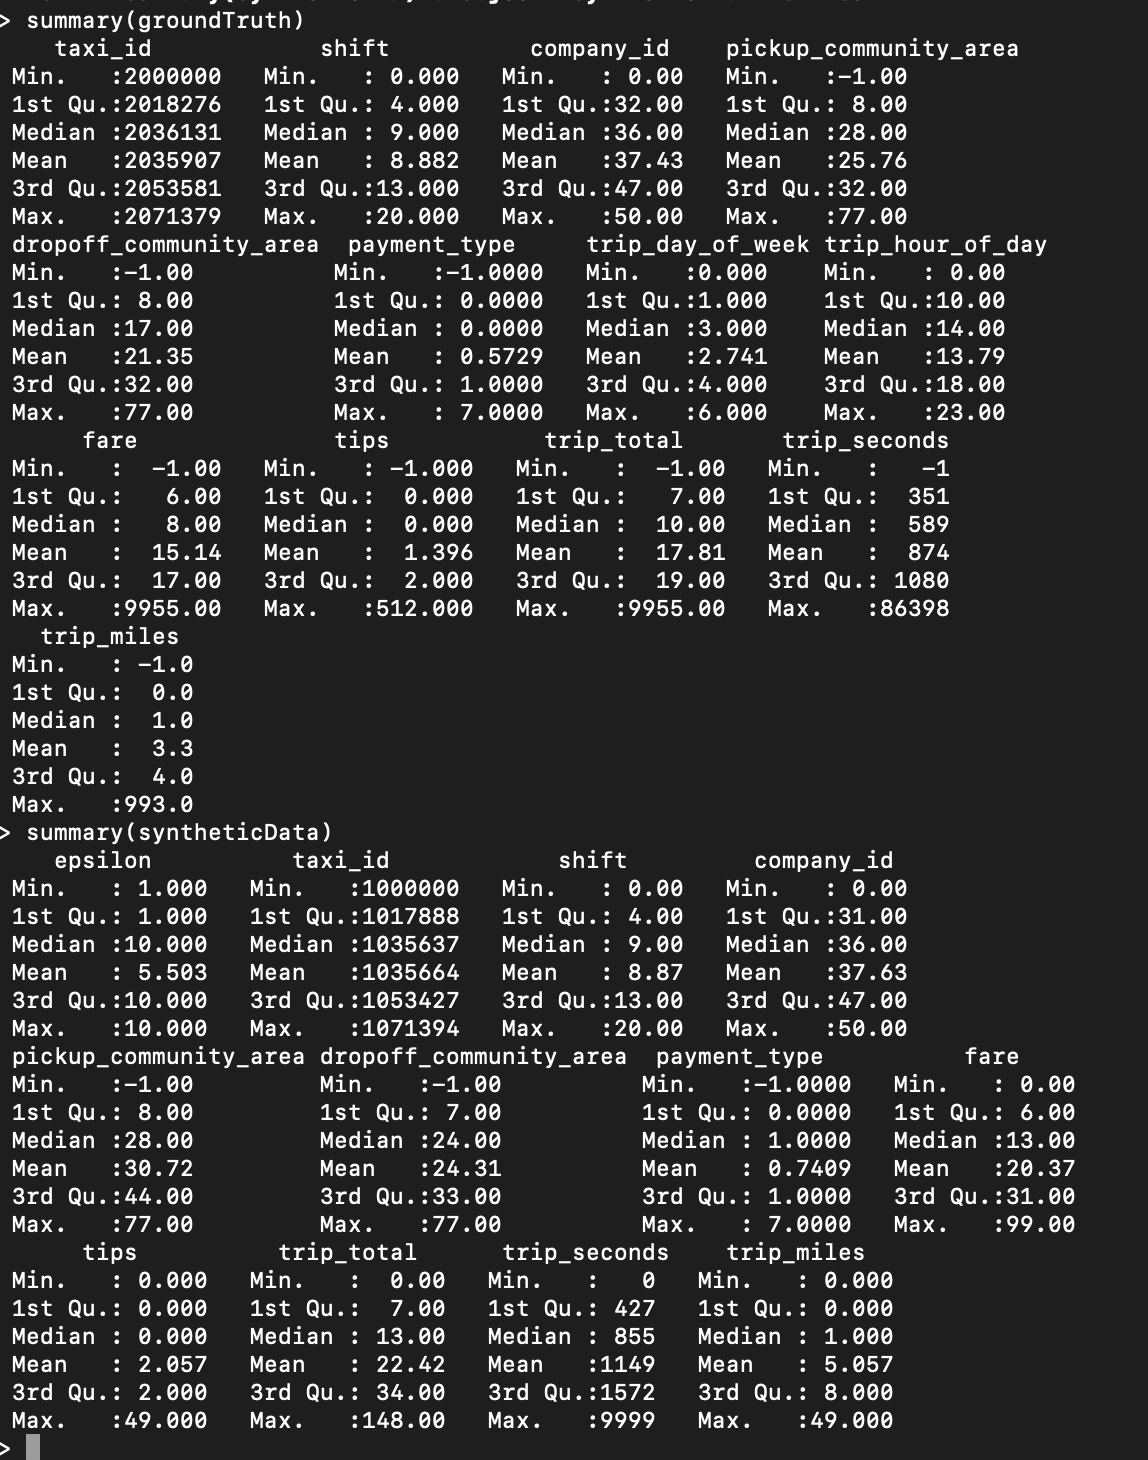 > summary(groundTruth)
    taxi_id            shift          company_id    pickup_community_area
 Min.   :2000000   Min.   : 0.000   Min.   : 0.00   Min.   :-1.00
 1st Qu.:2018276   1st Qu.: 4.000   1st Qu.:32.00   1st Qu.: 8.00
 Median :2036131   Median : 9.000   Median :36.00   Median :28.00
 Mean   :2035907   Mean   : 8.882   Mean   :37.43   Mean   :25.76
 3rd Qu.:2053581   3rd Qu.:13.000   3rd Qu.:47.00   3rd Qu.:32.00
 Max.   :2071379   Max.   :20.000   Max.   :50.00   Max.   :77.00
 dropoff_community_area  payment_type     trip_day_of_week trip_hour_of_day
 Min.   :-1.00          Min.   :-1.0000   Min.   :0.000    Min.   : 0.00
 1st Qu.: 8.00          1st Qu.: 0.0000   1st Qu.:1.000    1st Qu.:10.00
 Median :17.00          Median : 0.0000   Median :3.000    Median :14.00
 Mean   :21.35          Mean   : 0.5729   Mean   :2.741    Mean   :13.79
 3rd Qu.:32.00          3rd Qu.: 1.0000   3rd Qu.:4.000    3rd Qu.:18.00
 Max.   :77.00          Max.   : 7.0000   Max.   :6.000    Max.   :23.00
      fare              tips           trip_total       trip_seconds
 Min.   :  -1.00   Min.   : -1.000   Min.   :  -1.00   Min.   :   -1
 1st Qu.:   6.00   1st Qu.:  0.000   1st Qu.:   7.00   1st Qu.:  351
 Median :   8.00   Median :  0.000   Median :  10.00   Median :  589
 Mean   :  15.14   Mean   :  1.396   Mean   :  17.81   Mean   :  874
 3rd Qu.:  17.00   3rd Qu.:  2.000   3rd Qu.:  19.00   3rd Qu.: 1080
 Max.   :9955.00   Max.   :512.000   Max.   :9955.00   Max.   :86398
   trip_miles
 Min.   : -1.0
 1st Qu.:  0.0
 Median :  1.0
 Mean   :  3.3
 3rd Qu.:  4.0
 Max.   :993.0
> summary(syntheticData)
    epsilon          taxi_id            shift         company_id
 Min.   : 1.000   Min.   :1000000   Min.   : 0.00   Min.   : 0.00
 1st Qu.: 1.000   1st Qu.:1017888   1st Qu.: 4.00   1st Qu.:31.00
 Median :10.000   Median :1035637   Median : 9.00   Median :36.00
 Mean   : 5.503   Mean   :1035664   Mean   : 8.87   Mean   :37.63
 3rd Qu.:10.000   3rd Qu.:1053427   3rd Qu.:13.00   3rd Qu.:47.00
 Max.   :10.000   Max.   :1071394   Max.   :20.00   Max.   :50.00
 pickup_community_area dropoff_community_area  payment_type          fare
 Min.   :-1.00         Min.   :-1.00          Min.   :-1.0000   Min.   : 0.00
 1st Qu.: 8.00         1st Qu.: 7.00          1st Qu.: 0.0000   1st Qu.: 6.00
 Median :28.00         Median :24.00          Median : 1.0000   Median :13.00
 Mean   :30.72         Mean   :24.31          Mean   : 0.7409   Mean   :20.37
 3rd Qu.:44.00         3rd Qu.:33.00          3rd Qu.: 1.0000   3rd Qu.:31.00
 Max.   :77.00         Max.   :77.00          Max.   : 7.0000   Max.   :99.00
      tips          trip_total      trip_seconds    trip_miles
 Min.   : 0.000   Min.   :  0.00   Min.   :   0   Min.   : 0.000
 1st Qu.: 0.000   1st Qu.:  7.00   1st Qu.: 427   1st Qu.: 0.000
 Median : 0.000   Median : 13.00   Median : 855   Median : 1.000
 Mean   : 2.057   Mean   : 22.42   Mean   :1149   Mean   : 5.057
 3rd Qu.: 2.000   3rd Qu.: 34.00   3rd Qu.:1572   3rd Qu.: 8.000
 Max.   :49.000   Max.   :148.00   Max.   :9999   Max.   :49.000
>